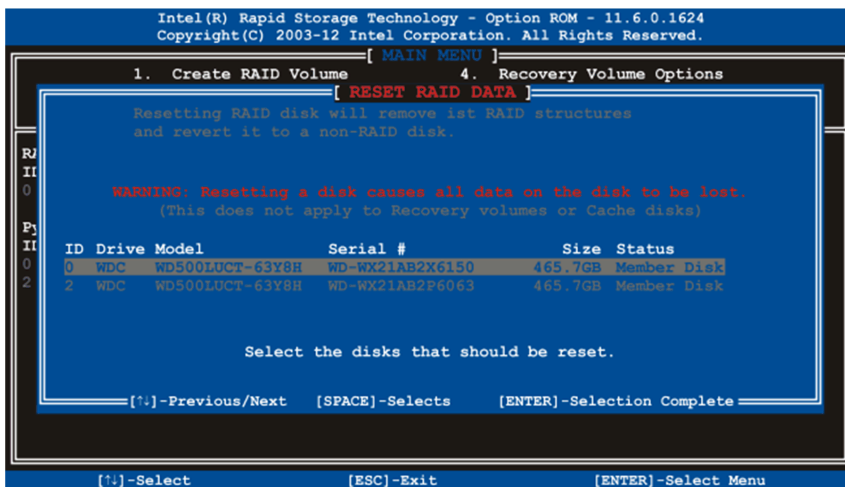 Intel(R) Rapid Storage Technology - Option ROM - 11.6.0.1624
Copyright(C) 2003-12 Intel Corporation. All Rights Reserved.
[ MAIN MENU ]
1. Create RAID Volume 4. Recovery Volume Options
[ RESET RAID DATA ]
Resetting RAID disk will remove ist RAID structures
and revert it to a non-RAID disk.
WARNING: Resetting a disk causes all data on the disk to be lost.
(This does not apply to Recovery volumes or Cache disks)
ID Drive Model Serial # Size Status
0 WDC WD500LUCT-63Y8H WD-WX21AB2X6150 465.7GB Member Disk
2 WDC WD500LUCT-63Y8H WD-WX21AB2P6063 465.7GB Member Disk
Select the disks that should be reset.
[↑↓]-Previous/Next [SPACE]-Selects [ENTER]-Selection Complete
[↑↓]-Select [ESC]-Exit [ENTER]-Select Menu